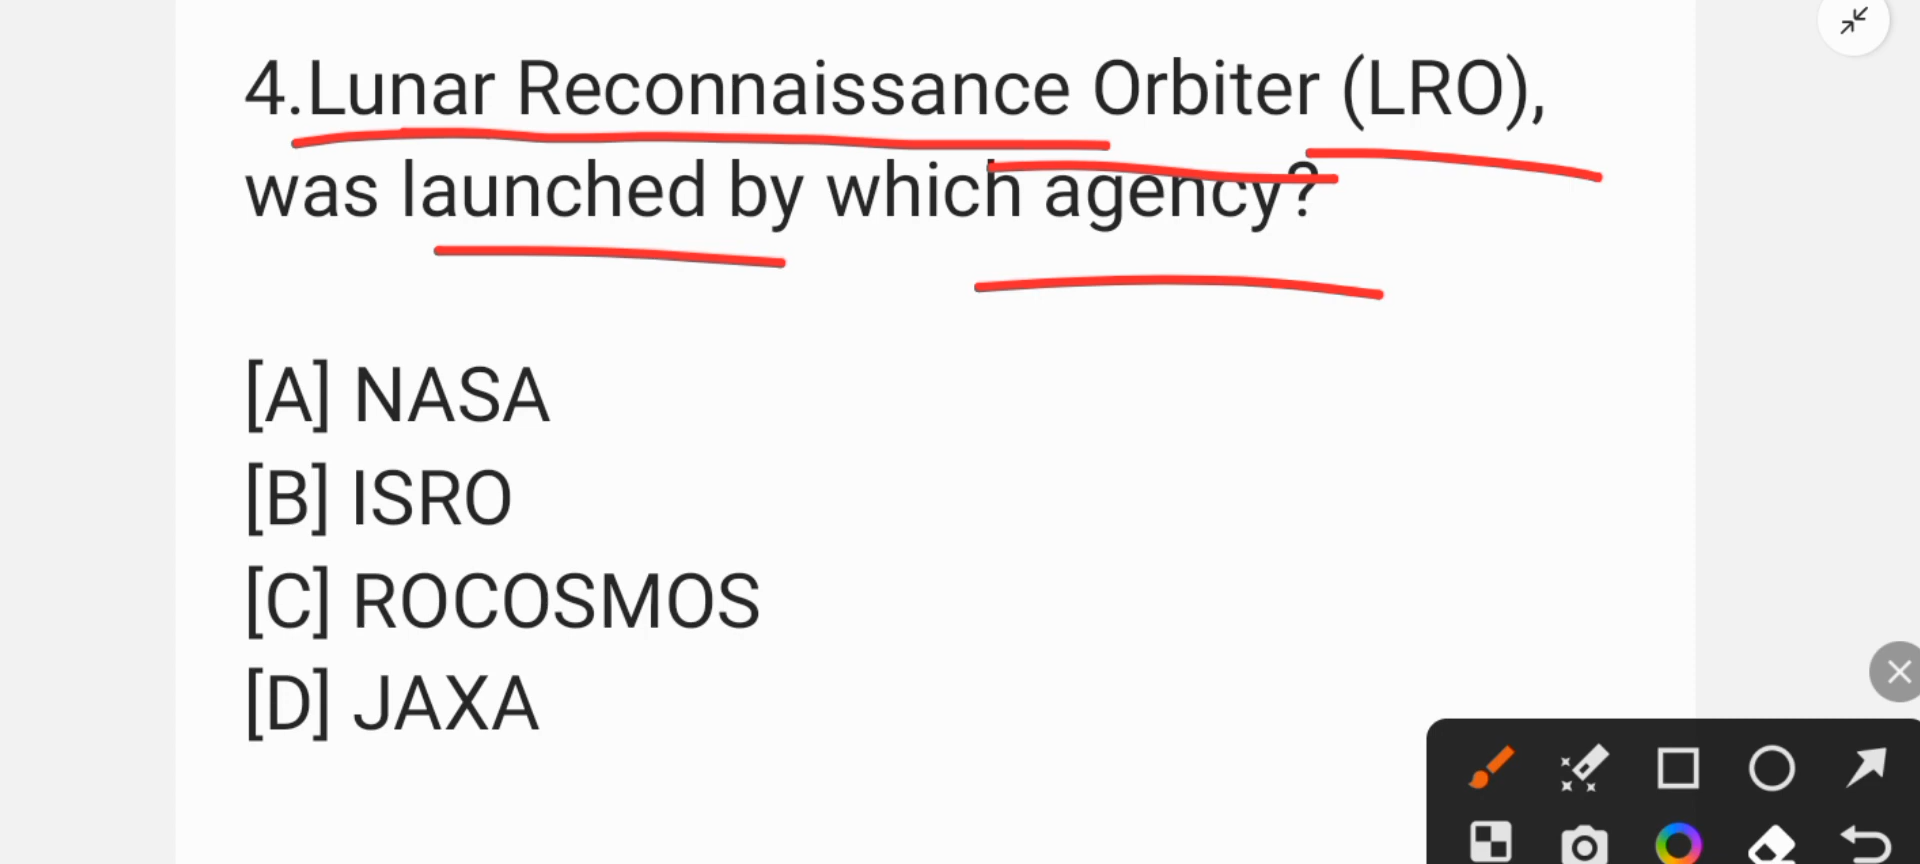 4.Lunar Reconnaissance Orbiter (LRO),
was launched by which agency?
[A] NASA
[B] ISRO
[C] ROCOSMOS
[D] JAXA